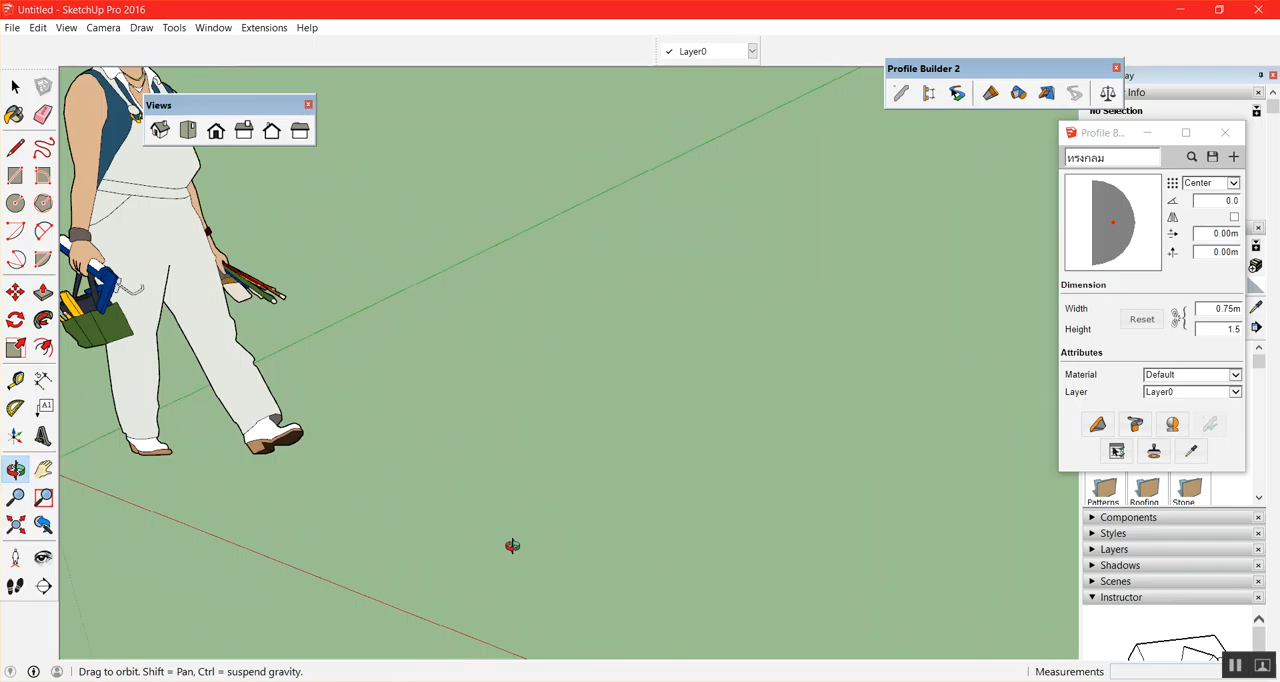 Untitled - SketchUp Pro 2016
File Edit View Camera Draw Tools Window Extensions Help
Layer0
Profile Builder 2
Views
ay
Info
No Selection
Profile B...
ทรงกลม
Center
0.0
0.00m
0.00m
Dimension
Width 0.75m
Reset
Height 1.5
Attributes
Material Default
Layer Layer0
A1
Patterns Roofing Stone
Components
Styles
Layers
Shadows
Scenes
Instructor
Drag to orbit. Shift = Pan, Ctrl = suspend gravity.
Measurements